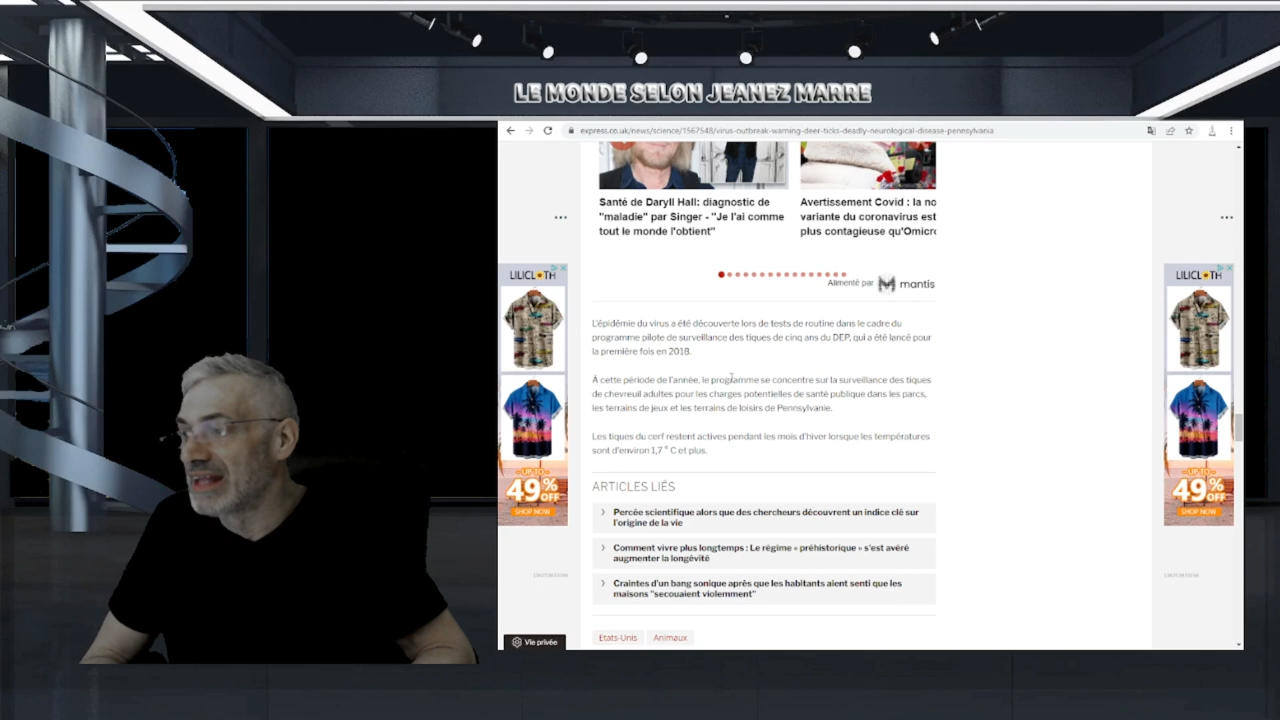 LE MONDE SELON JEANEZ MARRE
express.co.uk/news/science/1567548/virus-outbreak-warning-deer-ticks-deadly-neurological-disease-pennsylvania
Santé de Daryll Hall: diagnostic de
"maladie" par Singer - "Je l'ai comme
tout le monde l'obtient"
Avertissement Covid : la no
variante du coronavirus est
plus contagieuse qu'Omicro
Alimenté par mantis
LILICLOTH
UP TO
49% OFF
SHOP NOW
L'épidémie du virus a été découverte lors de tests de routine dans le cadre du
programme pilote de surveillance des tiques de cinq ans du DEP, qui a été lancé pour
la première fois en 2018.
À cette période de l'année, le programme se concentre sur la surveillance des tiques
de chevreuil adultes pour les charges potentielles de santé publique dans les parcs,
les terrains de jeux et les terrains de loisirs de Pennsylvanie.
Les tiques du cerf restent actives pendant les mois d'hiver lorsque les températures
sont d'environ 1,7 ° C et plus.
ARTICLES LIÉS
Percée scientifique alors que des chercheurs découvrent un indice clé sur
l'origine de la vie
Comment vivre plus longtemps : Le régime « préhistorique » s'est avéré
augmenter la longévité
Craintes d'un bang sonique après que les habitants aient senti que les
maisons "secouaient violemment"
Etats-Unis Animaux
Vie privée
LILICLOTH
UP TO
49% OFF
SHOP NOW